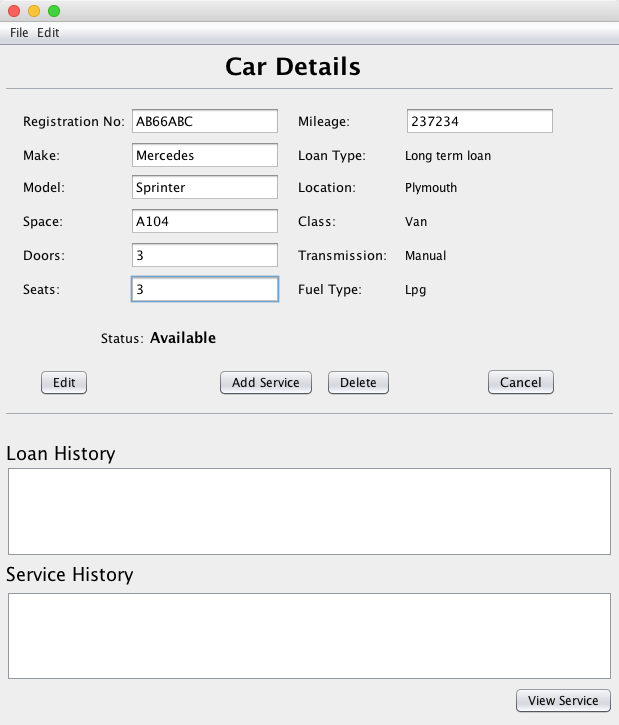 File Edit
Car Details
Registration No: AB66ABC Mileage: 237234
Make: Mercedes Loan Type: Long term loan
Model: Sprinter Location: Plymouth
Space: A104 Class: Van
Doors: 3 Transmission: Manual
Seats: 3 Fuel Type: Lpg
Status: Available
Edit Add Service Delete Cancel
Loan History
Service History
View Service